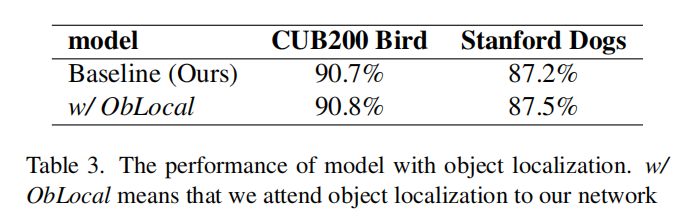 model CUB200 Bird Stanford Dogs
Baseline (Ours) 90.7% 87.2%
w/ ObLocal 90.8% 87.5%
Table 3. The performance of model with object localization. w/
ObLocal means that we attend object localization to our network